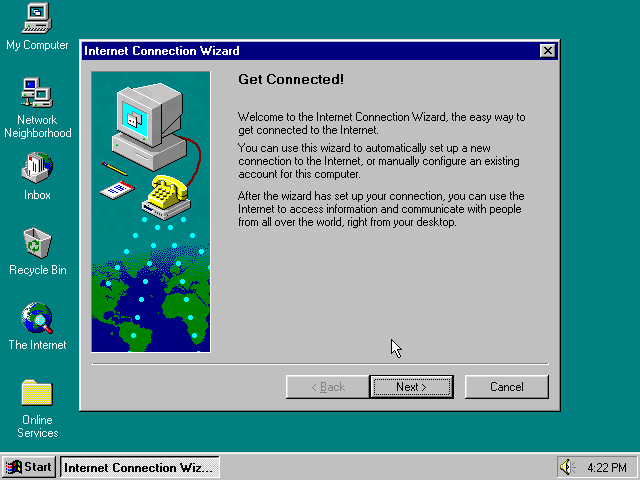 My Computer
Network
Neighborhood
Inbox
Recycle Bin
The Internet
Online
Services
Internet Connection Wizard
Get Connected!
Welcome to the Internet Connection Wizard, the easy way to
get connected to the Internet.
You can use this wizard to automatically set up a new
connection to the Internet, or manually configure an existing
account for this computer.
After the wizard has set up your connection, you can use the
Internet to access information and communicate with people
from all over the world, right from your desktop.
< Back
Next >
Cancel
Start
Internet Connection Wiz...
4:22 PM